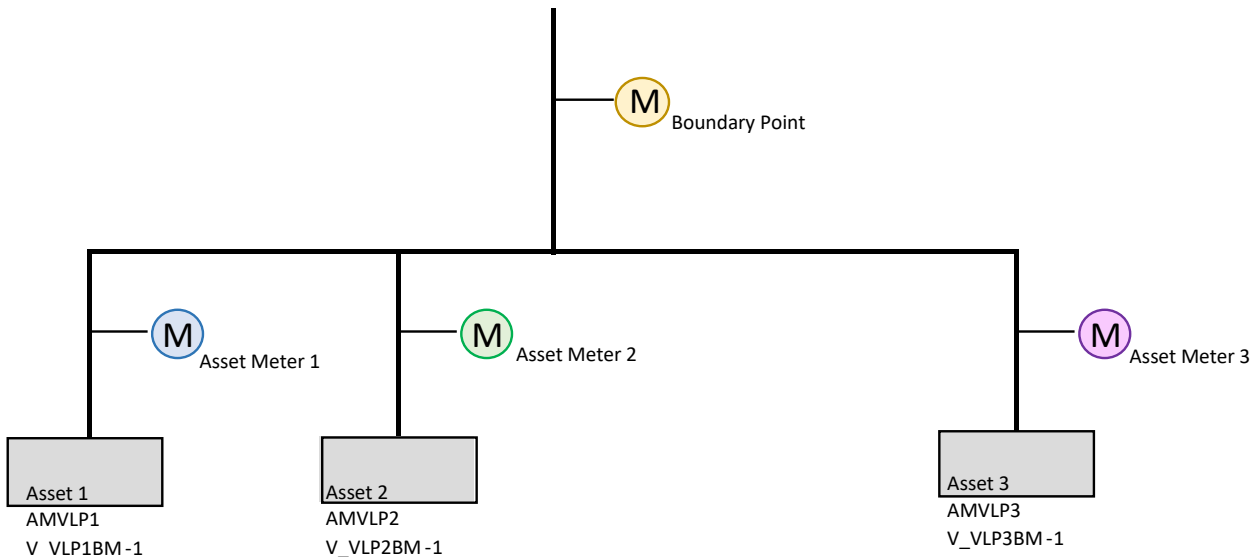 M
Boundary Point
M
Asset Meter 1
M
Asset Meter 2
M
Asset Meter 3
Asset 1
AMVLP1
V_VLP1BM -1
Asset 2
AMVLP2
V_VLP2BM -1
Asset 3
AMVLP3
V_VLP3BM -1